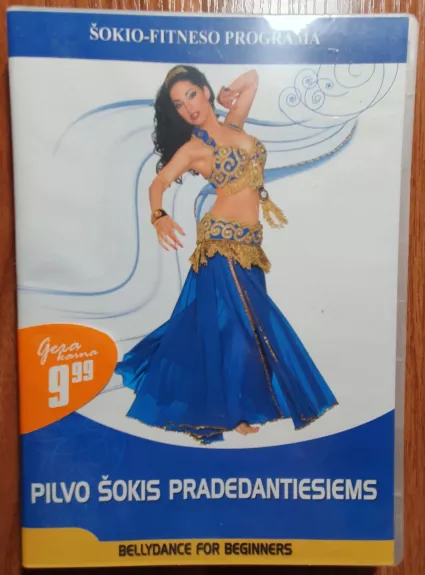 ŠOKIO-FITNESO PROGRAMA
Gera
kaina
9 99
PILVO ŠOKIS PRADEDANTIESIEMS
BELLYDANCE FOR BEGINNERS